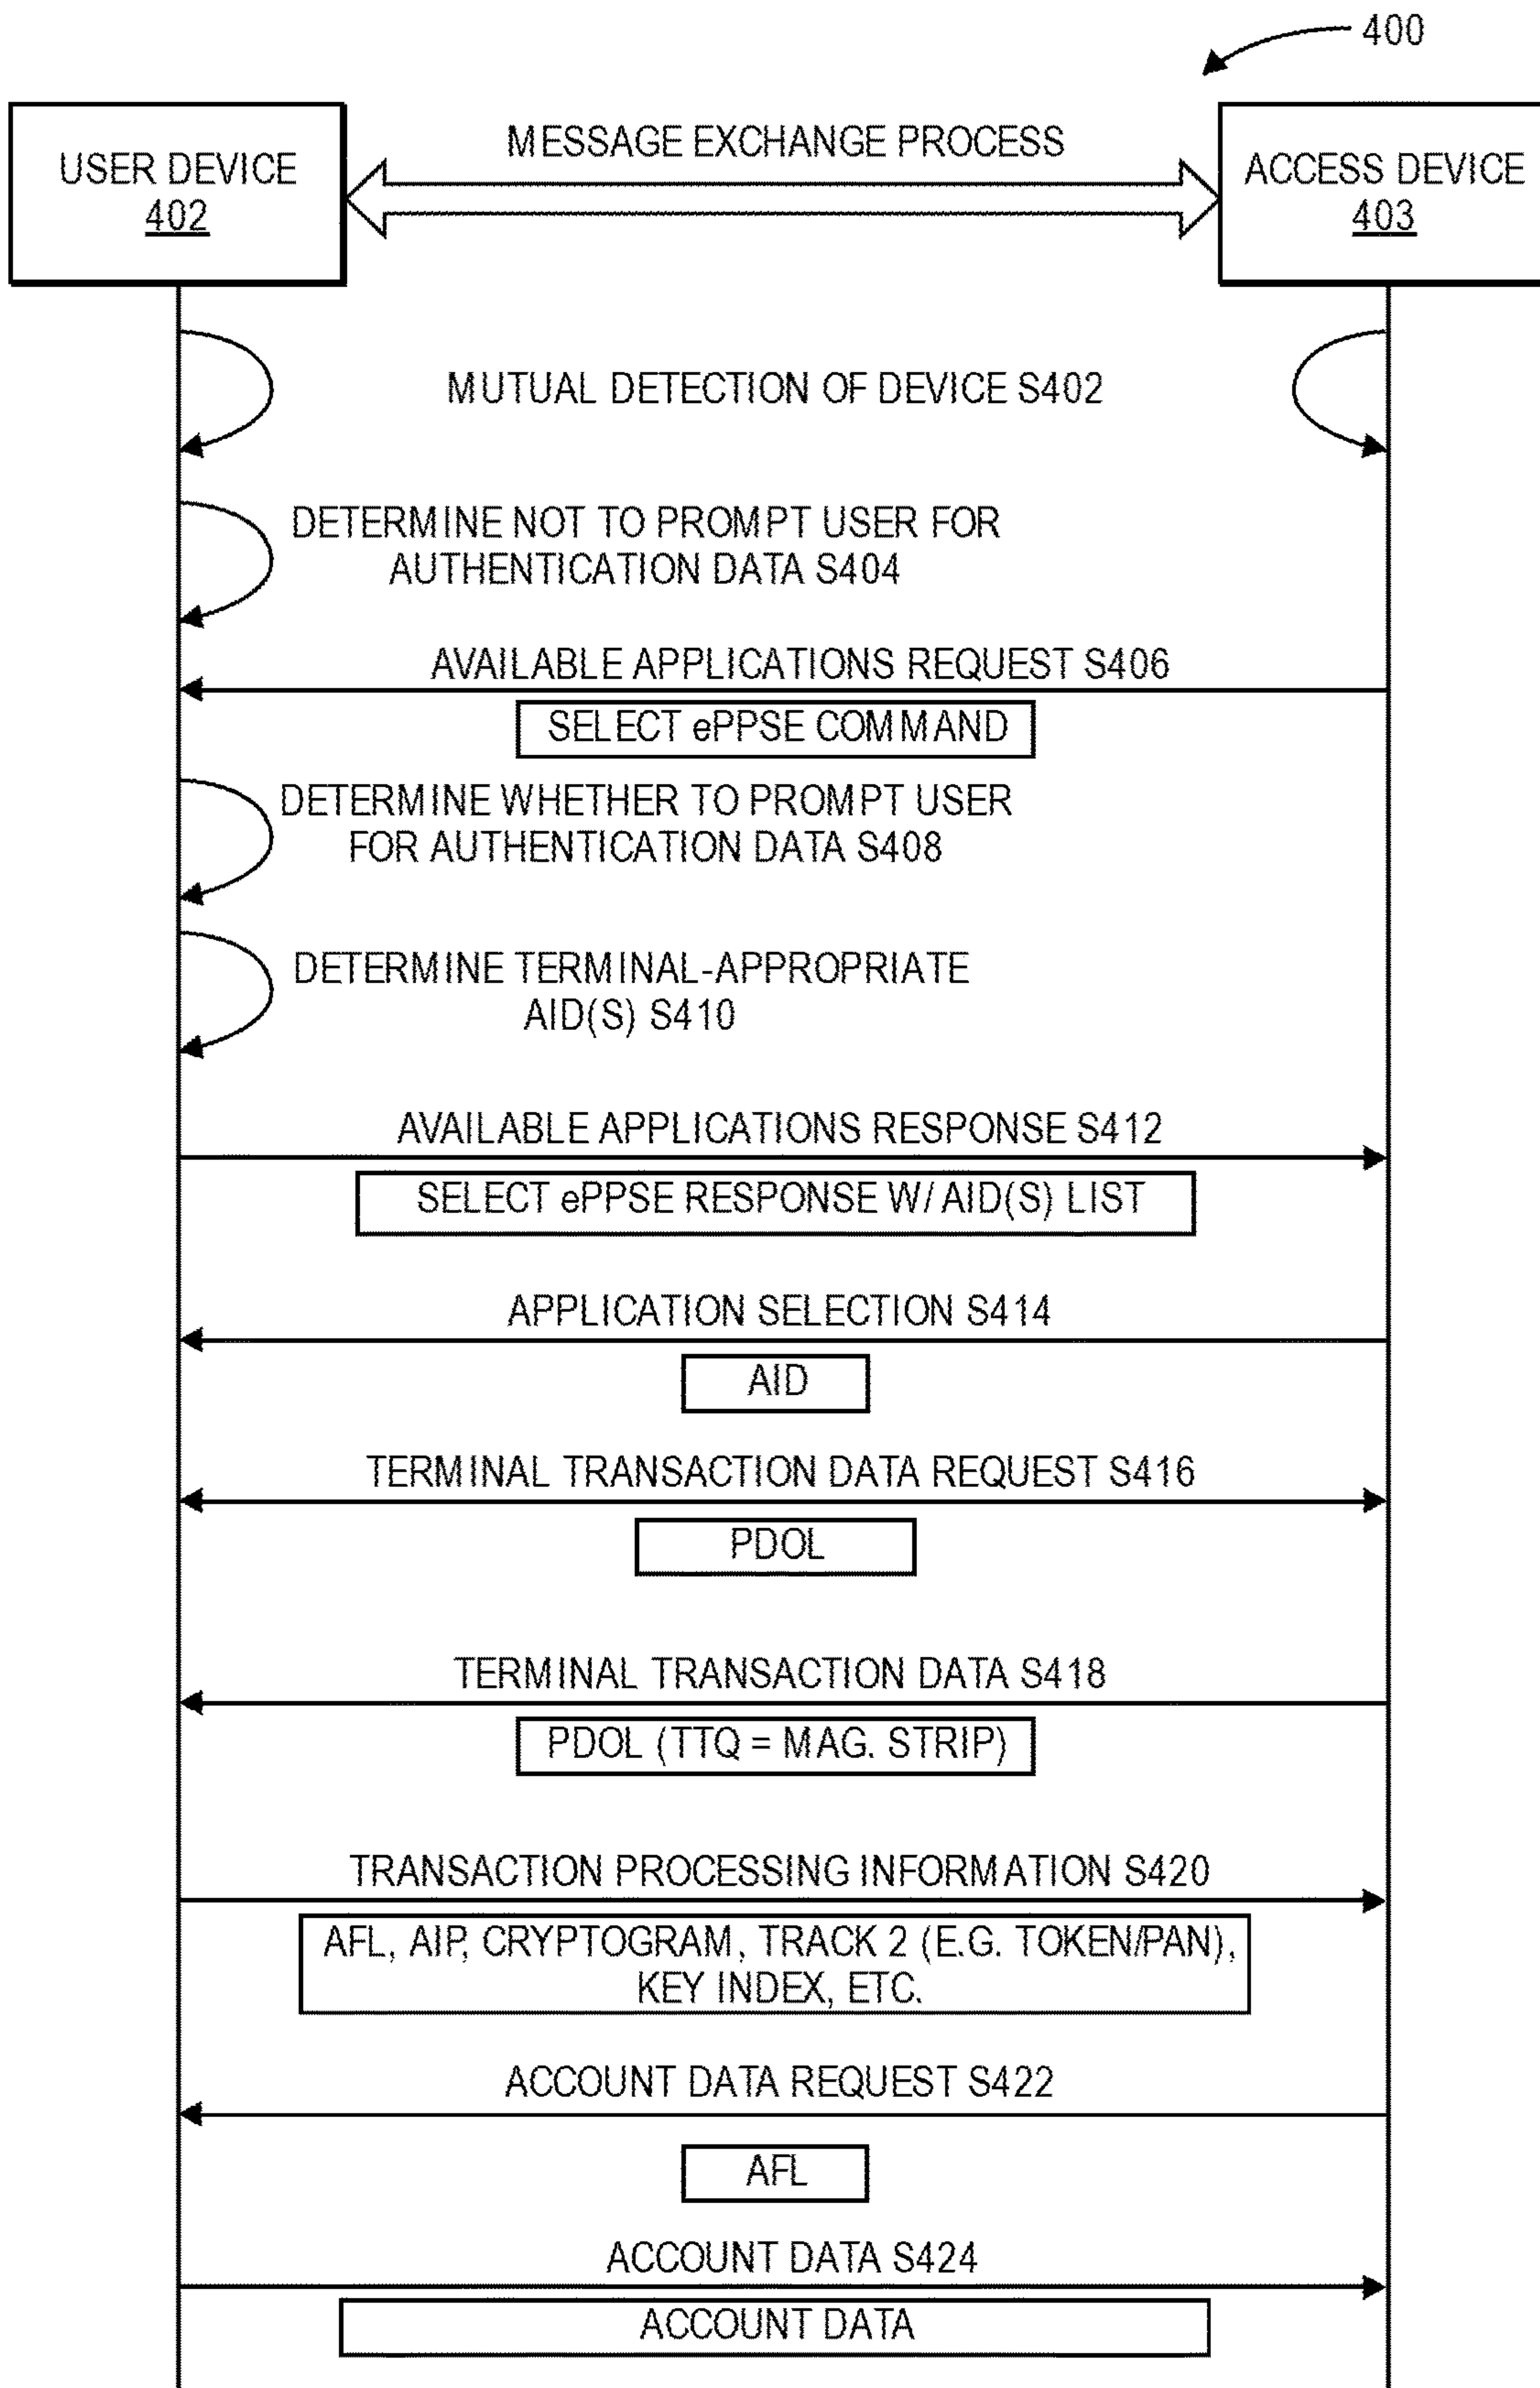 400
MESSAGE EXCHANGE PROCESS
USER DEVICE
402
ACCESS DEVICE
403
MUTUAL DETECTION OF DEVICE S402
DETERMINE NOT TO PROMPT USER FOR
AUTHENTICATION DATA S404
AVAILABLE APPLICATIONS REQUEST S406
SELECT ePPSE COMMAND
DETERMINE WHETHER TO PROMPT USER
FOR AUTHENTICATION DATA S408
DETERMINE TERMINAL-APPROPRIATE
AID(S) S410
AVAILABLE APPLICATIONS RESPONSE S412
SELECT ePPSE RESPONSE W/ AID(S) LIST
APPLICATION SELECTION S414
AID
TERMINAL TRANSACTION DATA REQUEST S416
PDOL
TERMINAL TRANSACTION DATA S418
PDOL (TTQ = MAG. STRIP)
TRANSACTION PROCESSING INFORMATION S420
AFL, AIP, CRYPTOGRAM, TRACK 2 (E.G. TOKEN/PAN),
KEY INDEX, ETC.
ACCOUNT DATA REQUEST S422
AFL
ACCOUNT DATA S424
ACCOUNT DATA